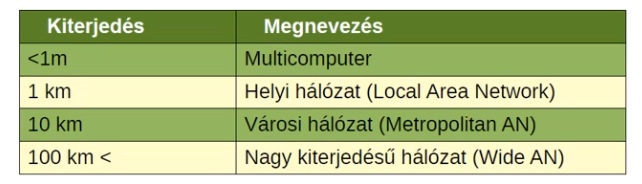 Kiterjedés Megnevezés
<1m Multicomputer
1 km Helyi hálózat (Local Area Network)
10 km Városi hálózat (Metropolitan AN)
100 km < Nagy kiterjedésű hálózat (Wide AN)